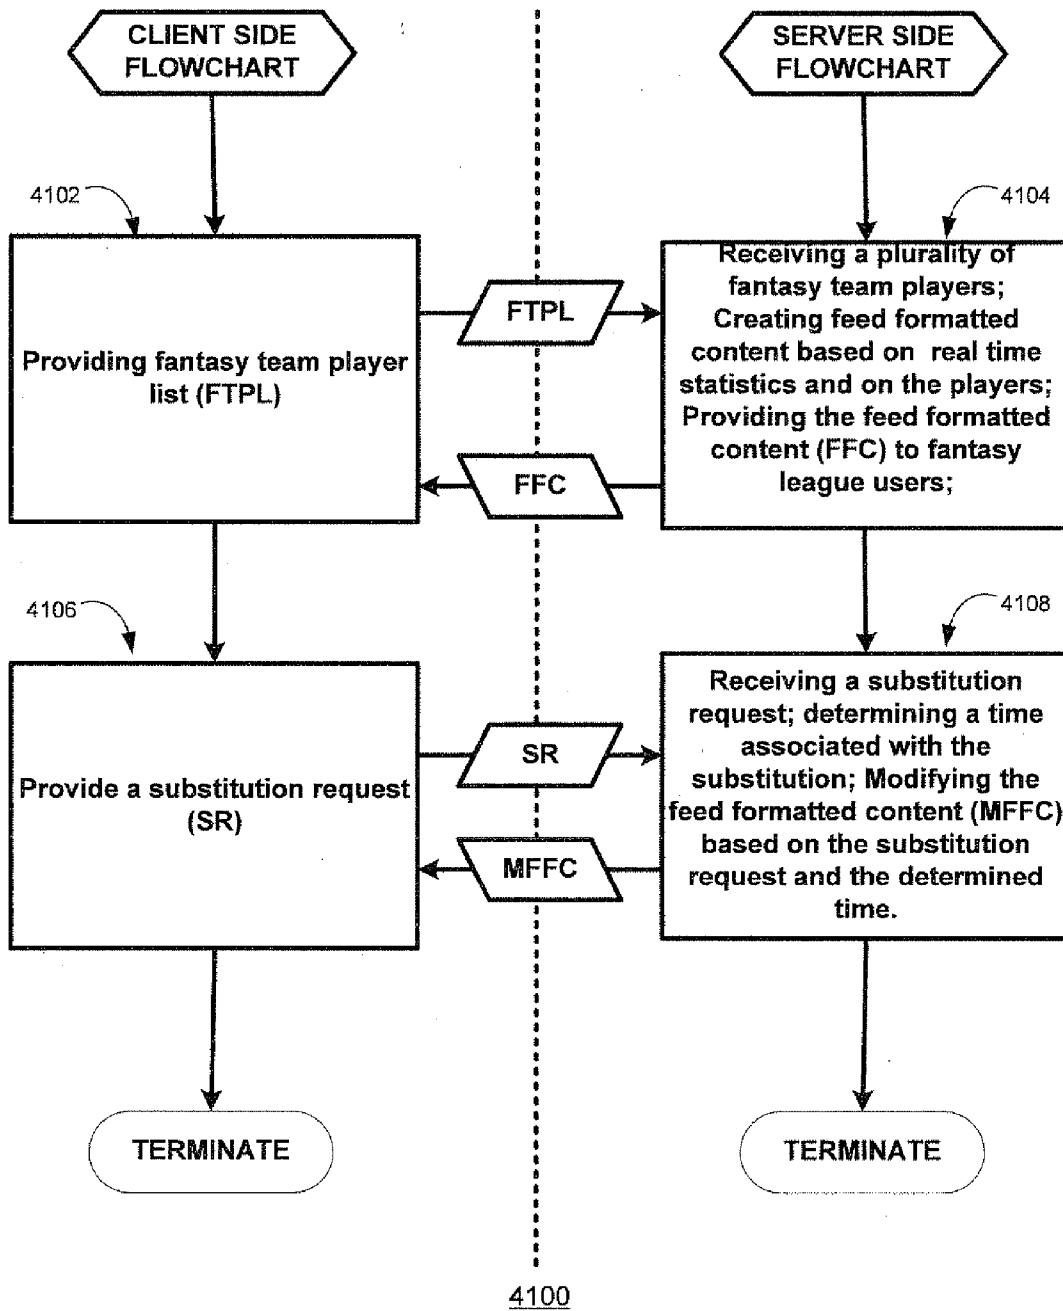 CLIENT SIDE
FLOWCHART
SERVER SIDE
FLOWCHART
4102
4104
Providing fantasy team player
list (FTPL)
FTPL
FFC
Receiving a plurality of
fantasy team players;
Creating feed formatted
content based on real time
statistics and on the players;
Providing the feed formatted
content (FFC) to fantasy
league users;
4106
4108
Provide a substitution request
(SR)
SR
MFFC
Receiving a substitution
request; determining a time
associated with the
substitution; Modifying the
feed formatted content (MFFC)
based on the substitution
request and the determined
time.
TERMINATE
TERMINATE
4100